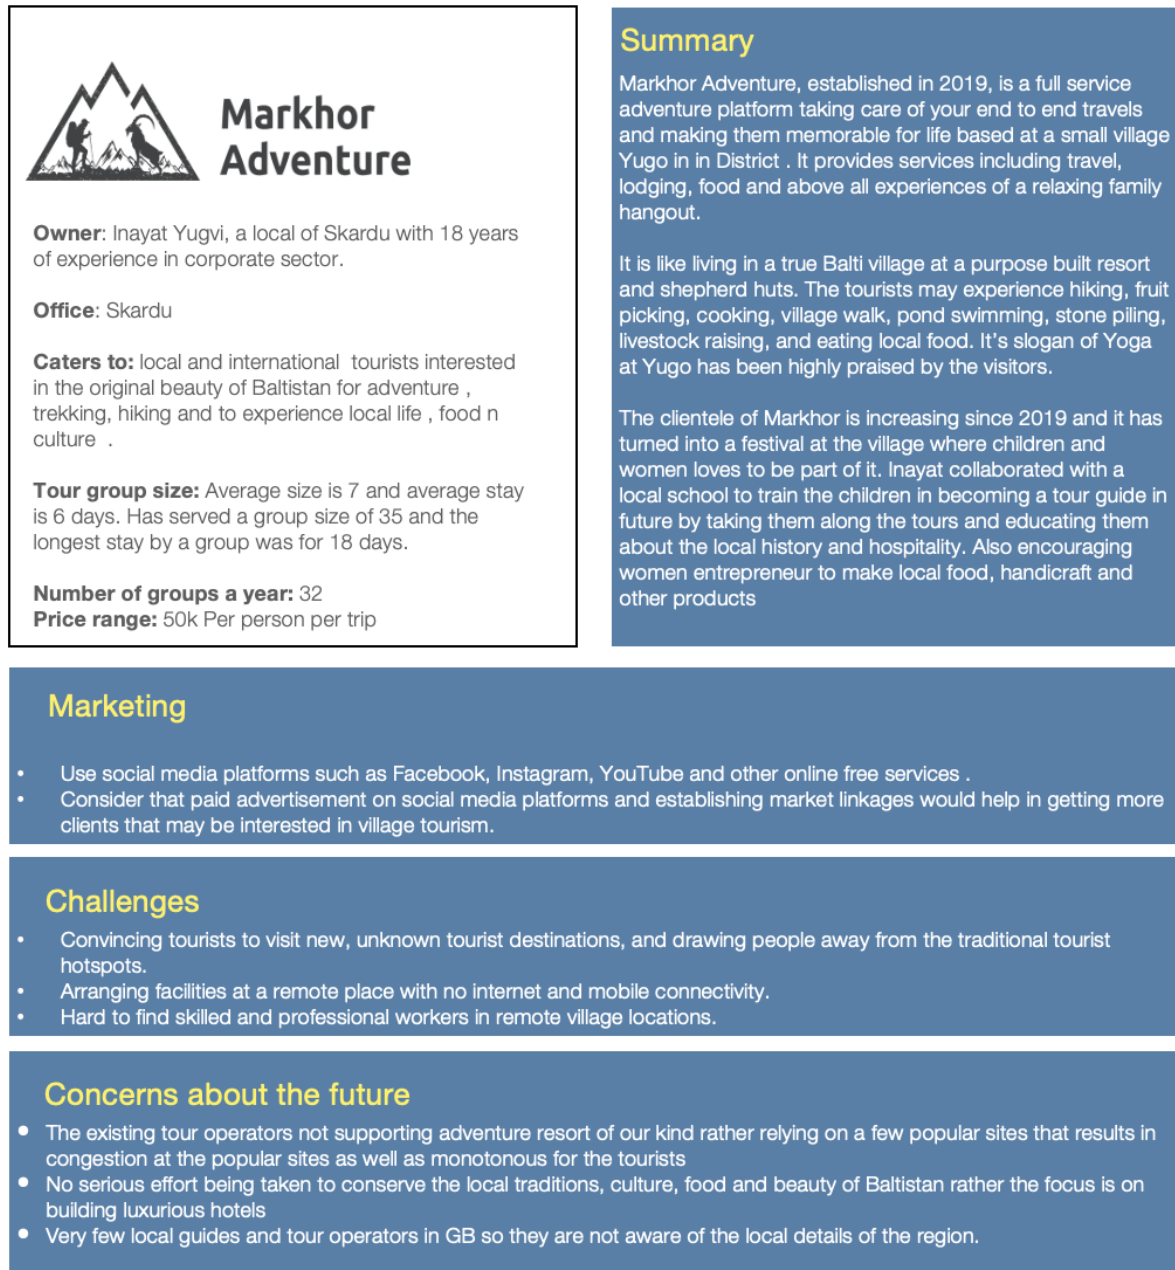 Markhor
Adventure
Owner: Inayat Yugvi, a local of Skardu with 18 years
of experience in corporate sector.
Office: Skardu
Caters to: local and international  tourists interested
in the original beauty of Baltistan for adventure ,
trekking, hiking and to experience local life , food n
culture  .
Tour group size: Average size is 7 and average stay
is 6 days. Has served a group size of 35 and the
longest stay by a group was for 18 days.
Number of groups a year: 32
Price range: 50k Per person per trip
Summary
Markhor Adventure, established in 2019, is a full service
adventure platform taking care of your end to end travels
and making them memorable for life based at a small village
Yugo in in District . It provides services including travel,
lodging, food and above all experiences of a relaxing family
hangout.
It is like living in a true Balti village at a purpose built resort
and shepherd huts. The tourists may experience hiking, fruit
picking, cooking, village walk, pond swimming, stone piling,
livestock raising, and eating local food. It’s slogan of Yoga
at Yugo has been highly praised by the visitors.
The clientele of Markhor is increasing since 2019 and it has
turned into a festival at the village where children and
women loves to be part of it. Inayat collaborated with a
local school to train the children in becoming a tour guide in
future by taking them along the tours and educating them
about the local history and hospitality. Also encouraging
women entrepreneur to make local food, handicraft and
other products
Marketing
• Use social media platforms such as Facebook, Instagram, YouTube and other online free services .
• Consider that paid advertisement on social media platforms and establishing market linkages would help in getting more
clients that may be interested in village tourism.
Challenges
• Convincing tourists to visit new, unknown tourist destinations, and drawing people away from the traditional tourist
hotspots.
• Arranging facilities at a remote place with no internet and mobile connectivity.
• Hard to find skilled and professional workers in remote village locations.
Concerns about the future
• The existing tour operators not supporting adventure resort of our kind rather relying on a few popular sites that results in
congestion at the popular sites as well as monotonous for the tourists
• No serious effort being taken to conserve the local traditions, culture, food and beauty of Baltistan rather the focus is on
building luxurious hotels
• Very few local guides and tour operators in GB so they are not aware of the local details of the region.